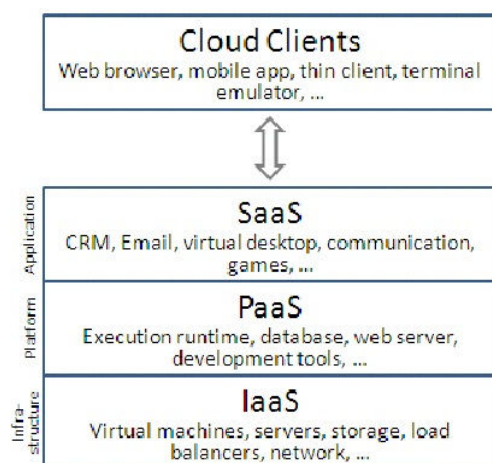 Cloud Clients
Web browser, mobile app, thin client, terminal
emulator, ...
Application
SaaS
CRM, Email, virtual desktop, communication,
games, ...
Platform
PaaS
Execution runtime, database, web server,
development tools, ...
Infra-
structure
IaaS
Virtual machines, servers, storage, load
balancers, network, ...